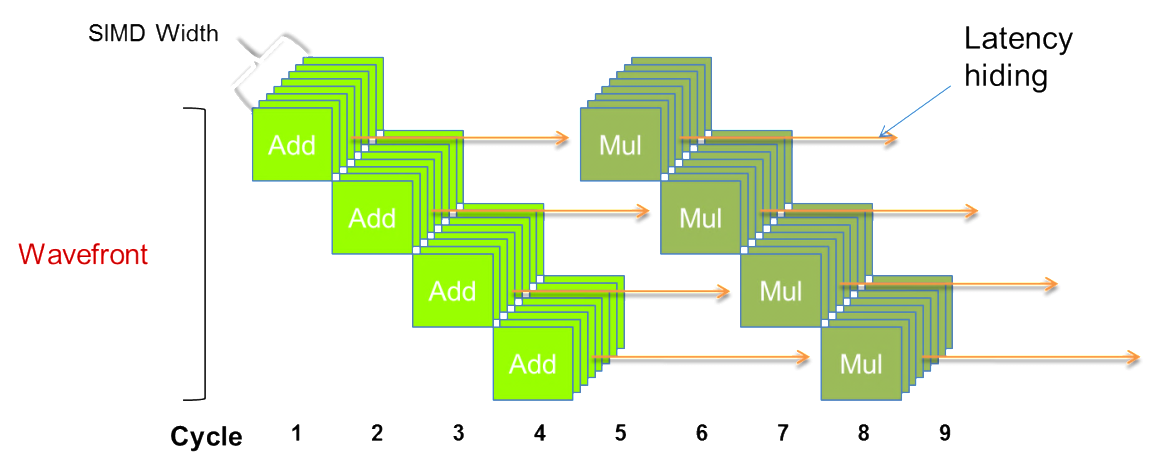 SIMD Width
Latency
hiding
Add
Mul
Add
Mul
Wavefront
Add
Mul
Add
Mul
Cycle 1 2 3 4 5 6 7 8 9